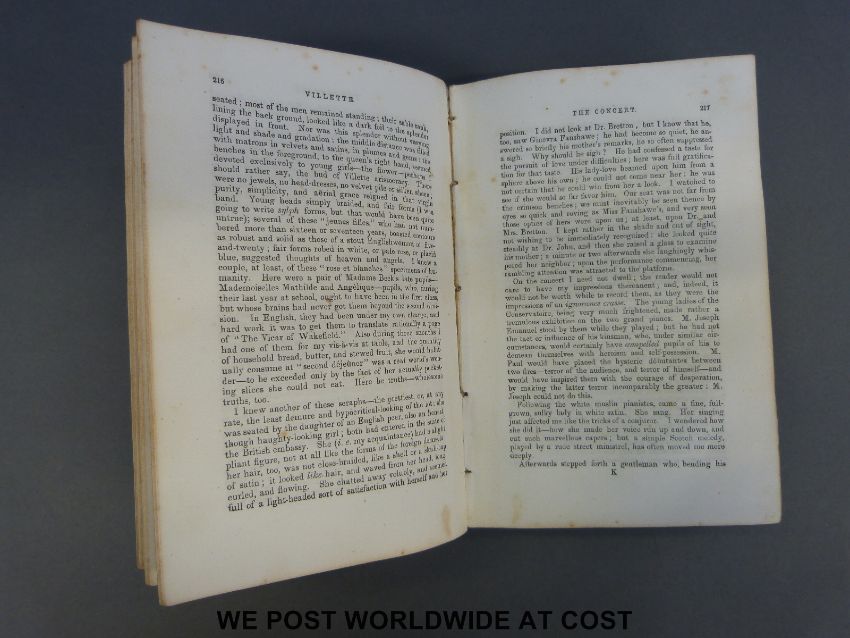 216
VILLETTE
seated; most of the men remained standing; their sable rank,
lining the back ground, looked like a dark foil to the splendor
displayed in front. Nor was this splendor without varying
light and shade and gradation: the middle distance was filled
with matrons in velvets and satins, in plumes and gems; the
benches in the foreground, to the queen's right hand, seemed
devoted exclusively to young girls—the flower—perhaps I
should rather say, the bud of Villette aristocracy. Here
were no jewels, no head-dresses, no velvet pile or silken sheen;
purity, simplicity, and aërial grace reigned in that virgin
band. Young heads simply braided, and fair forms (I was
going to write sylph forms, but that would have been quite
untrue); several of these "jeunes filles," who had not num-
bered more than sixteen or seventeen years, boasted contours
as robust and solid as those of a stout Englishwoman of five-
and-twenty; fair forms robed in white, or pale rose, or placid
blue, suggested thoughts of heaven and angels. I knew a
couple, at least, of these "rose et blanches" specimens of hu-
manity. Here were a pair of Madame Beck's late pupils—
Mademoiselles Mathilde and Angélique—pupils, who, during
their last year at school, ought to have been in the first class,
but whose brains had never got them beyond the second divi-
sion. In English, they had been under my own charge, and
hard work it was to get them to translate rationally a page
of "The Vicar of Wakefield." Also during three months I
had one of them for my vis-à-vis at table, and the quantity
of household bread, butter, and stewed fruit, she would habit-
ually consume at "second déjeûner" was a real world's won-
der—to be exceeded only by the fact of her actually pocket-
ing slices she could not eat. Here be truths—wholesome
truths, too.
I knew another of these seraphs—the prettiest, or, at any
rate, the least demure and hypocritical-looking of the lot: she
was seated by the daughter of an English peer, also an honest
though haughty-looking girl; both had entered in the suite of
the British embassy. She (i. e. my acquaintance) had a slight
pliant figure, not at all like the forms of the foreign damsels;
her hair, too, was not close-braided, like a shell or a skull-cap
of satin; it looked like hair, and waved from her head, long
curled, and flowing. She chatted away volubly, and seemed
full of a light-headed sort of satisfaction with herself and her
THE CONCERT.
217
position. I did not look at Dr. Bretton, but I know that he,
too, saw Ginevra Fanshawe; he had become so quiet, he an-
swered so briefly his mother's remarks, he so often suppressed
a sigh. Why should he sigh? He had confessed a taste for
the pursuit of love under difficulties; here was full gratifica-
tion for that taste. His lady-love beamed upon him from a
sphere above his own; he could not come near her; he was
not certain that he could win from her a look. I watched to
see if she would so far favor him. Our seat was not far from
the crimson benches; we must inevitably be seen thence by
eyes so quick and roving as Miss Fanshawe's, and very soon
those optics of hers were upon us; at least, upon Dr. and
Mrs. Bretton. I kept rather in the shade and out of sight,
not wishing to be immediately recognised: she looked quite
steadily at Dr. John, and then she raised a glass to examine
his mother; a minute or two afterwards she laughingly whis-
pered her neighbor; upon the performance commencing, her
rambling attention was attracted to the platform.
On the concert I need not dwell; the reader would not
care to have my impressions thereanent; and, indeed, it
would not be worth while to record them, as they were the
impressions of an ignorance crasse. The young ladies of the
Conservatoire, being very much frightened, made rather a
tremulous exhibition on the two grand pianos. M. Joseph
Emanuel stood by them while they played; but he had not
the tact or influence of his kinsman, who, under similar cir-
cumstances, would certainly have compelled pupils of his to
demean themselves with heroism and self-possession. M.
Paul would have placed the hysteric débutantes between
two fires—terror of the audience, and terror of himself—and
would have inspired them with the courage of desperation,
by making the latter terror incomparably the greater: M.
Joseph could not do this.
Following the white muslin pianistes, came a fine, full-
grown, sulky lady in white satin. She sang. Her singing
just affected me like the tricks of a conjuror. I wondered how
she did it—how she made her voice run up and down, and
cut such marvellous capers; but a simple Scotch melody,
played by a rude street minstrel, has often moved me more
deeply.
Afterwards stepped forth a gentleman who, bending his
K
WE POST WORLDWIDE AT COST